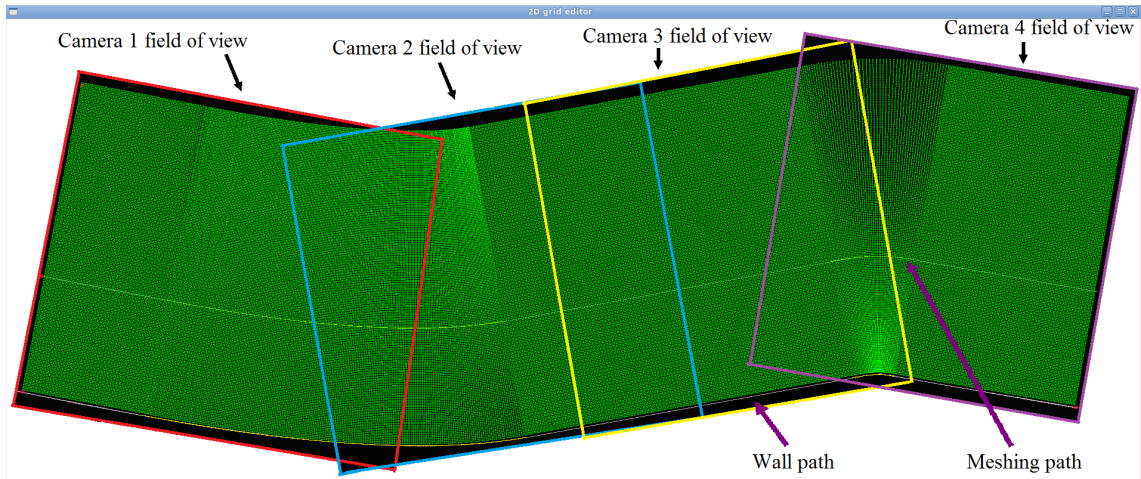 2D grid editor
Camera 1 field of view
Camera 2 field of view
Camera 3 field of view
Camera 4 field of view
Wall path
Meshing path